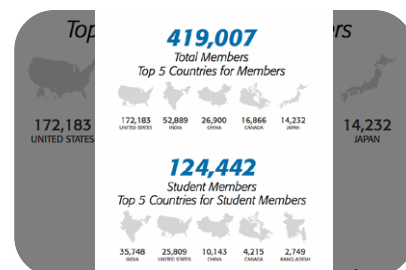 419,007
Total Members
Top 5 Countries for Members
172,183 52,889 26,900 16,866 14,232
UNITED STATES INDIA CHINA CANADA JAPAN
124,442
Student Members
Top 5 Countries for Student Members
35,748 25,809 10,143 4,215 2,749
INDIA UNITED STATES CHINA CANADA BANGLADESH
Top
172,183
UNITED STATES
rs
14,232
JAPAN